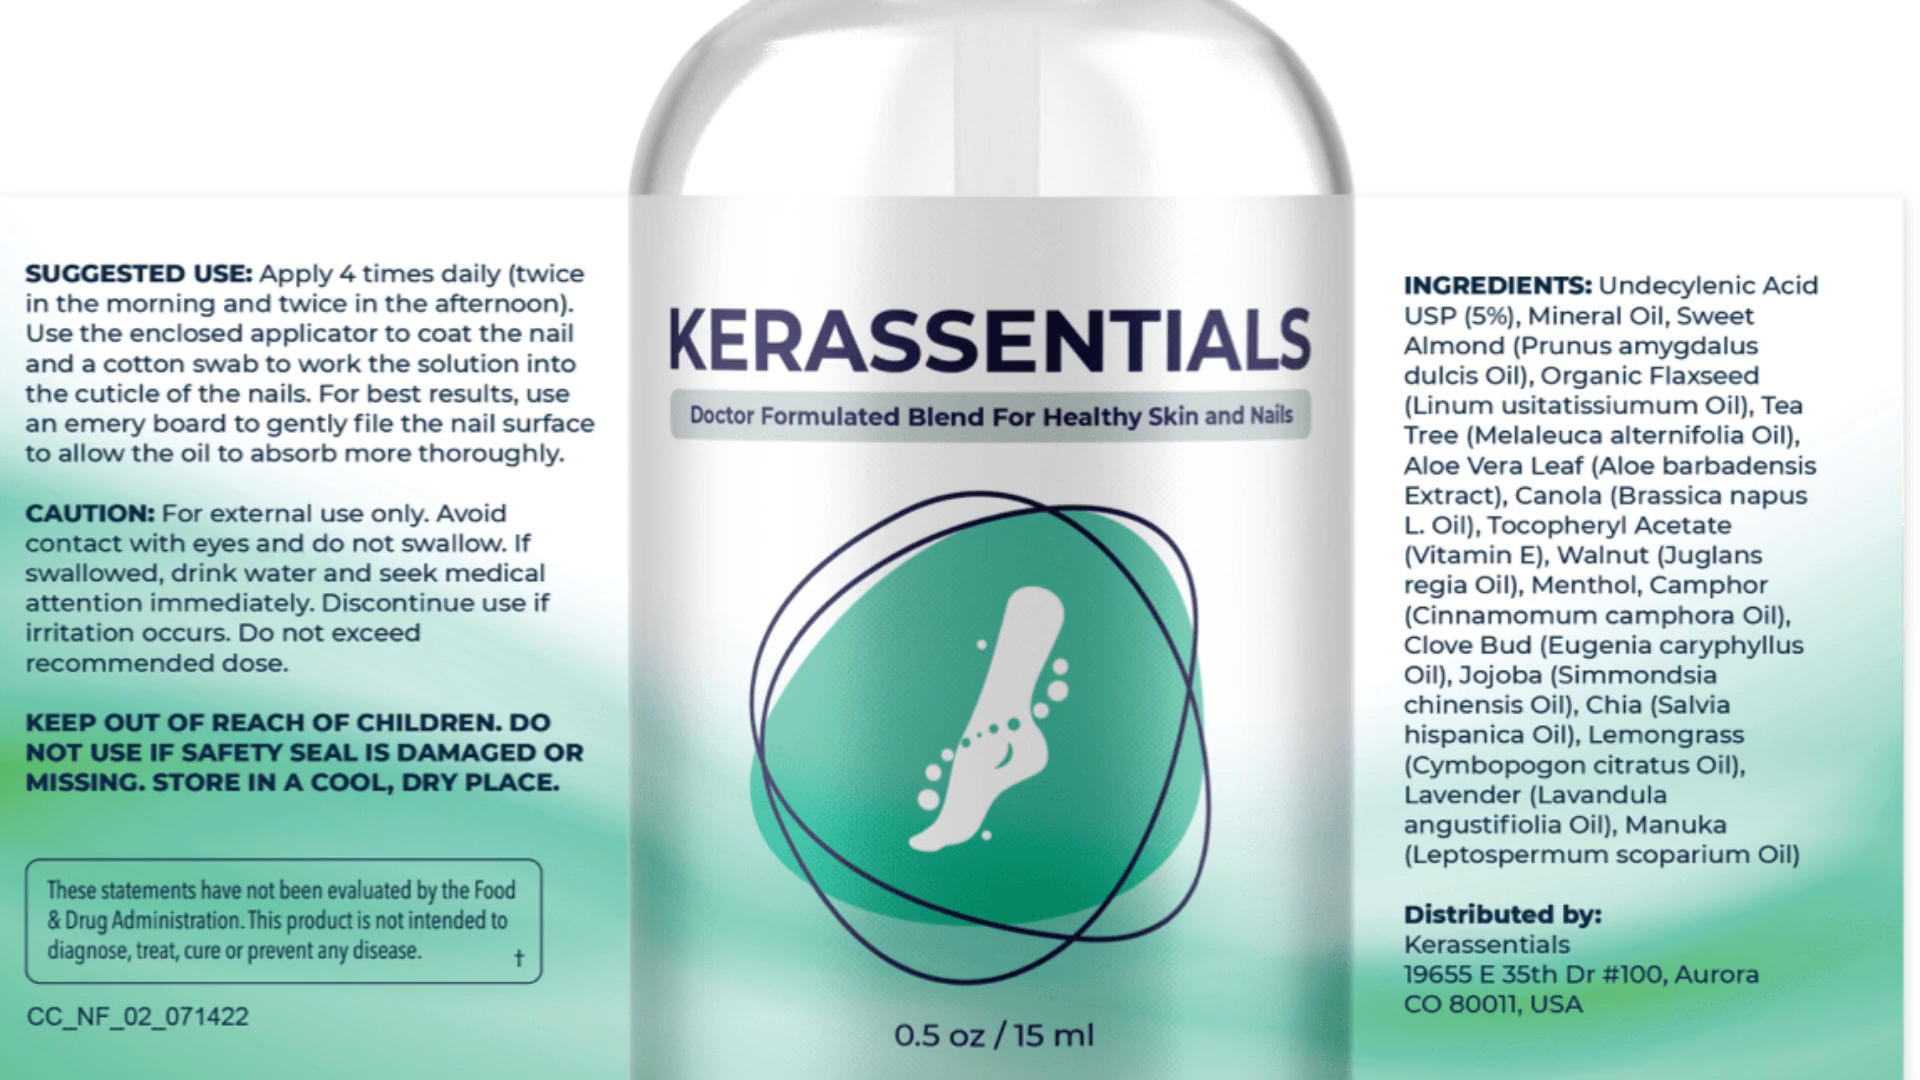 SUGGESTED USE: Apply 4 times daily (twice
in the morning and twice in the afternoon).
Use the enclosed applicator to coat the nail
and a cotton swab to work the solution into
the cuticle of the nails. For best results, use
an emery board to gently file the nail surface
to allow the oil to absorb more thoroughly.
CAUTION: For external use only. Avoid
contact with eyes and do not swallow. If
swallowed, drink water and seek medical
attention immediately. Discontinue use if
irritation occurs. Do not exceed
recommended dose.
KEEP OUT OF REACH OF CHILDREN. DO
NOT USE IF SAFETY SEAL IS DAMAGED OR
MISSING. STORE IN A COOL, DRY PLACE.
These statements have not been evaluated by the Food
& Drug Administration. This product is not intended to
diagnose, treat, cure or prevent any disease.
†
CC_NF_02_071422
KERASSENTIALS
Doctor Formulated Blend For Healthy Skin and Nails
0.5 oz / 15 ml
INGREDIENTS: Undecylenic Acid
USP (5%), Mineral Oil, Sweet
Almond (Prunus amygdalus
dulcis Oil), Organic Flaxseed
(Linum usitatissiumum Oil), Tea
Tree (Melaleuca alternifolia Oil),
Aloe Vera Leaf (Aloe barbadensis
Extract), Canola (Brassica napus
L. Oil), Tocopheryl Acetate
(Vitamin E), Walnut (Juglans
regia Oil), Menthol, Camphor
(Cinnamomum camphora Oil),
Clove Bud (Eugenia caryphyllus
Oil), Jojoba (Simmondsia
chinensis Oil), Chia (Salvia
hispanica Oil), Lemongrass
(Cymbopogon citratus Oil),
Lavender (Lavandula
angustifiolia Oil), Manuka
(Leptospermum scoparium Oil)
Distributed by:
Kerassentials
19655 E 35th Dr #100, Aurora
CO 80011, USA